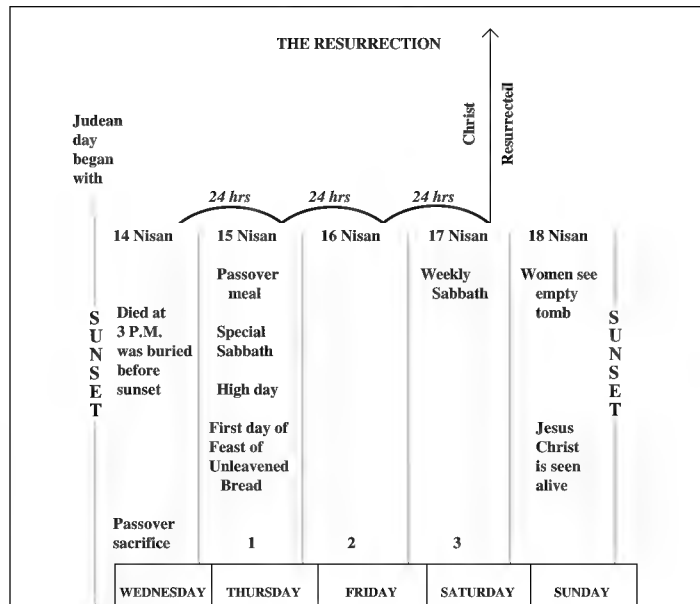 THE RESURRECTION
Christ
Resurrected
Judean
day
began
with
24 hrs
24 hrs
24 hrs
14 Nisan
15 Nisan
16 Nisan
17 Nisan
18 Nisan
SUNSET
Died at
3 P.M.
was buried
before
sunset
Passover
sacrifice
Passover
meal
Special
Sabbath
High day
First day of
Feast of
Unleavened
Bread
1
2
Weekly
Sabbath
3
Women see
empty
tomb
Jesus
Christ
is seen
alive
SUNSET
WEDNESDAY
THURSDAY
FRIDAY
SATURDAY
SUNDAY